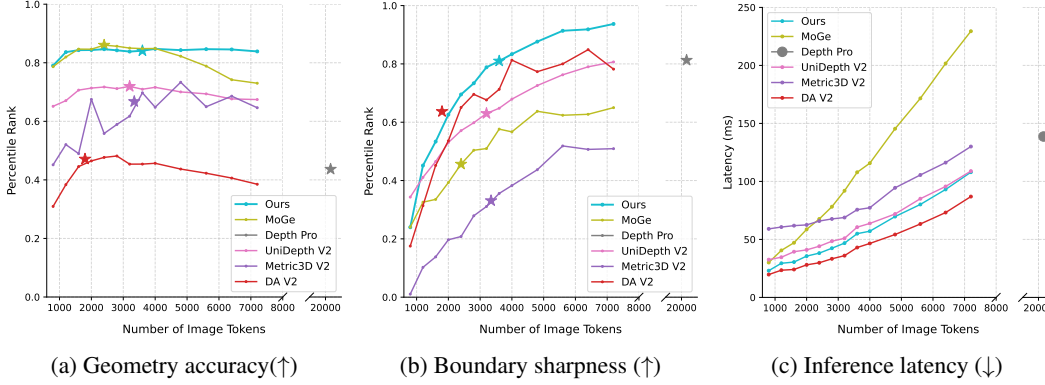 1.0
0.8
0.6
0.4
0.2
0.0
Percentile Rank
1000 2000 3000 4000 5000 6000 7000 8000 20000
Number of Image Tokens
Ours
MoGe
Depth Pro
UniDepth V2
Metric3D V2
DA V2
(a) Geometry accuracy(↑)
1.0
0.8
0.6
0.4
0.2
0.0
Percentile Rank
1000 2000 3000 4000 5000 6000 7000 8000 20000
Number of Image Tokens
Ours
MoGe
Depth Pro
UniDepth V2
Metric3D V2
DA V2
(b) Boundary sharpness (↑)
250
200
150
100
50
0
Latency (ms)
Ours
MoGe
Depth Pro
UniDepth V2
Metric3D V2
DA V2
1000 2000 3000 4000 5000 6000 7000 8000 2000
Number of Image Tokens
(c) Inference latency (↓)